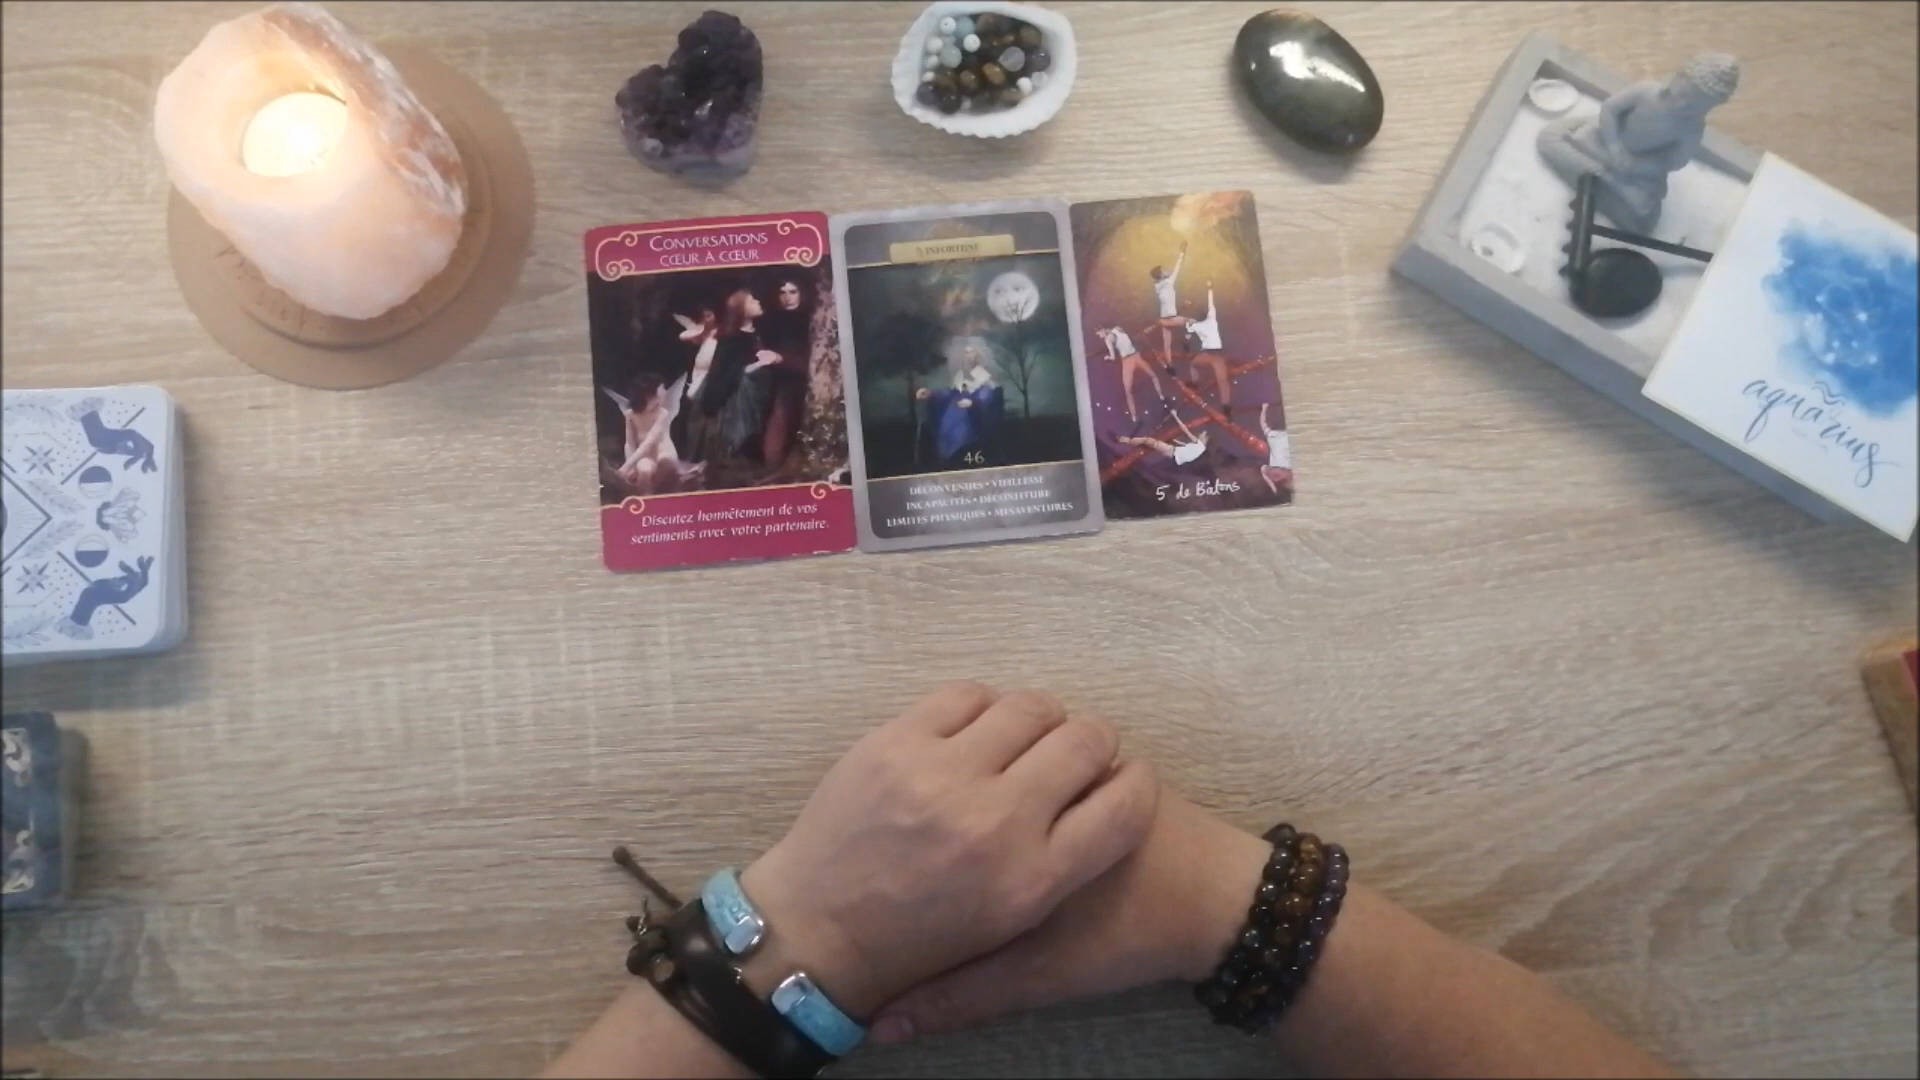 CONVERSATIONS
CŒUR À CŒUR
Discutez honnêtement de vos
sentiments avec votre partenaire.
INFORTUNE
46
DÉCONVENUES • VIEILLESSE
INCAPACITÉS • DÉCONFITURE
LIMITES PHYSIQUES • MÉSAVENTURES
5 de Bâtons
aquarius